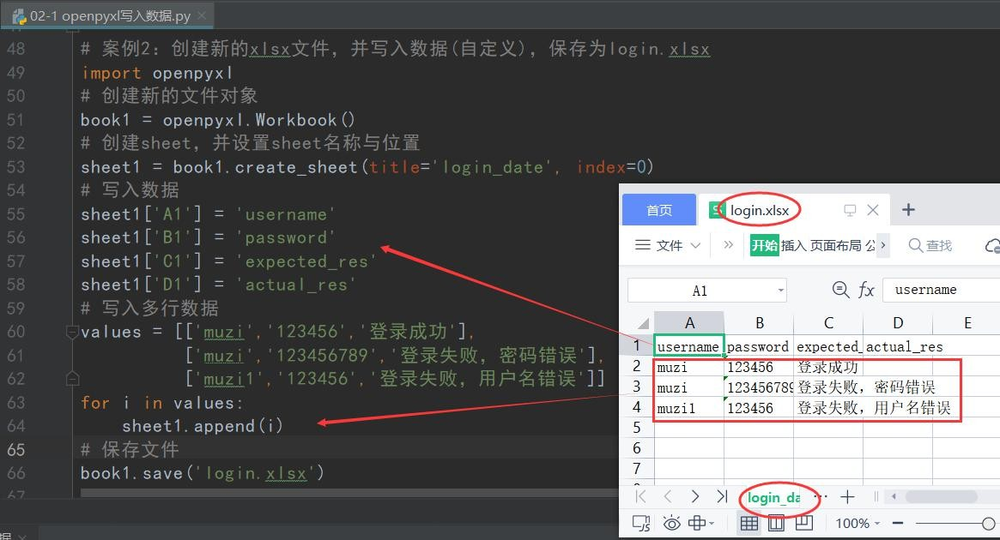 02-1 openpyxl写入数据.py
48 # 案例2：创建新的xlsx文件，并写入数据(自定义)，保存为login.xlsx
49 import openpyxl
50 # 创建新的文件对象
51 book1 = openpyxl.Workbook()
52 # 创建sheet，并设置sheet名称与位置
53 sheet1 = book1.create_sheet(title='login_date', index=0)
54 # 写入数据
55 sheet1['A1'] = 'username'
56 sheet1['B1'] = 'password'
57 sheet1['C1'] = 'expected_res'
58 sheet1['D1'] = 'actual_res'
59 # 写入多行数据
60 values = [['muzi','123456','登录成功'],
61 ['muzi','123456789','登录失败，密码错误'],
62 ['muzi1','123456','登录失败，用户名错误']]
63 for i in values:
64 sheet1.append(i)
65 # 保存文件
66 book1.save('login.xlsx')
67
首页 S login.xlsx
文件 开始 插入 页面布局 公 查找
A1 fx username
A B C D E
1 username password expected_ actual_res
2 muzi 123456 登录成功
3 muzi 123456789 登录失败，密码错误
4 muzi1 123456 登录失败，用户名错误
5
6
7
login_da ...
100%